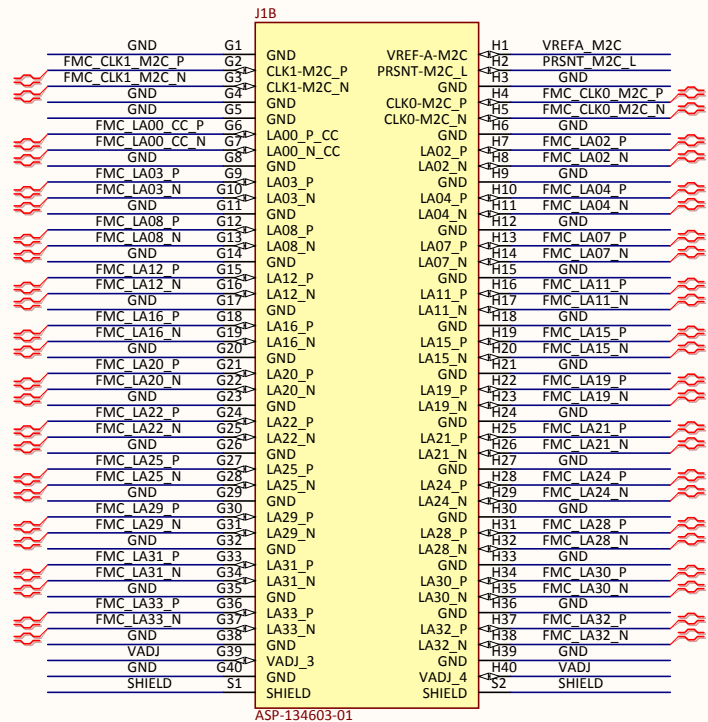 J1B
GND G1 GND VREF-A-M2C H1 VREFA_M2C
FMC_CLK1_M2C_P G2 CLK1-M2C_P PRSNT-M2C_L H2 PRSNT_M2C_L
FMC_CLK1_M2C_N G3 CLK1-M2C_N GND H3 GND
GND G4 GND CLK0-M2C_P H4 FMC_CLK0_M2C_P
GND G5 GND CLK0-M2C_N H5 FMC_CLK0_M2C_N
FMC_LA00_CC_P G6 LA00_P_CC GND H6 GND
FMC_LA00_CC_N G7 LA00_N_CC LA02_P H7 FMC_LA02_P
GND G8 GND LA02_N H8 FMC_LA02_N
FMC_LA03_P G9 LA03_P GND H9 GND
FMC_LA03_N G10 LA03_N LA04_P H10 FMC_LA04_P
GND G11 GND LA04_N H11 FMC_LA04_N
FMC_LA08_P G12 LA08_P GND H12 GND
FMC_LA08_N G13 LA08_N LA07_P H13 FMC_LA07_P
GND G14 GND LA07_N H14 FMC_LA07_N
FMC_LA12_P G15 LA12_P GND H15 GND
FMC_LA12_N G16 LA12_N LA11_P H16 FMC_LA11_P
GND G17 GND LA11_N H17 FMC_LA11_N
FMC_LA16_P G18 LA16_P GND H18 GND
FMC_LA16_N G19 LA16_N LA15_P H19 FMC_LA15_P
GND G20 GND LA15_N H20 FMC_LA15_N
FMC_LA20_P G21 LA20_P GND H21 GND
FMC_LA20_N G22 LA20_N LA19_P H22 FMC_LA19_P
GND G23 GND LA19_N H23 FMC_LA19_N
FMC_LA22_P G24 LA22_P GND H24 GND
FMC_LA22_N G25 LA22_N LA21_P H25 FMC_LA21_P
GND G26 GND LA21_N H26 FMC_LA21_N
FMC_LA25_P G27 LA25_P GND H27 GND
FMC_LA25_N G28 LA25_N LA24_P H28 FMC_LA24_P
GND G29 GND LA24_N H29 FMC_LA24_N
FMC_LA29_P G30 LA29_P GND H30 GND
FMC_LA29_N G31 LA29_N LA28_P H31 FMC_LA28_P
GND G32 GND LA28_N H32 FMC_LA28_N
FMC_LA31_P G33 LA31_P GND H33 GND
FMC_LA31_N G34 LA31_N LA30_P H34 FMC_LA30_P
GND G35 GND LA30_N H35 FMC_LA30_N
FMC_LA33_P G36 LA33_P GND H36 GND
FMC_LA33_N G37 LA33_N LA32_P H37 FMC_LA32_P
GND G38 GND LA32_N H38 FMC_LA32_N
VADJ G39 VADJ_3 GND H39 GND
GND G40 GND VADJ_4 H40 VADJ
SHIELD S1 SHIELD SHIELD S2 SHIELD
ASP-134603-01